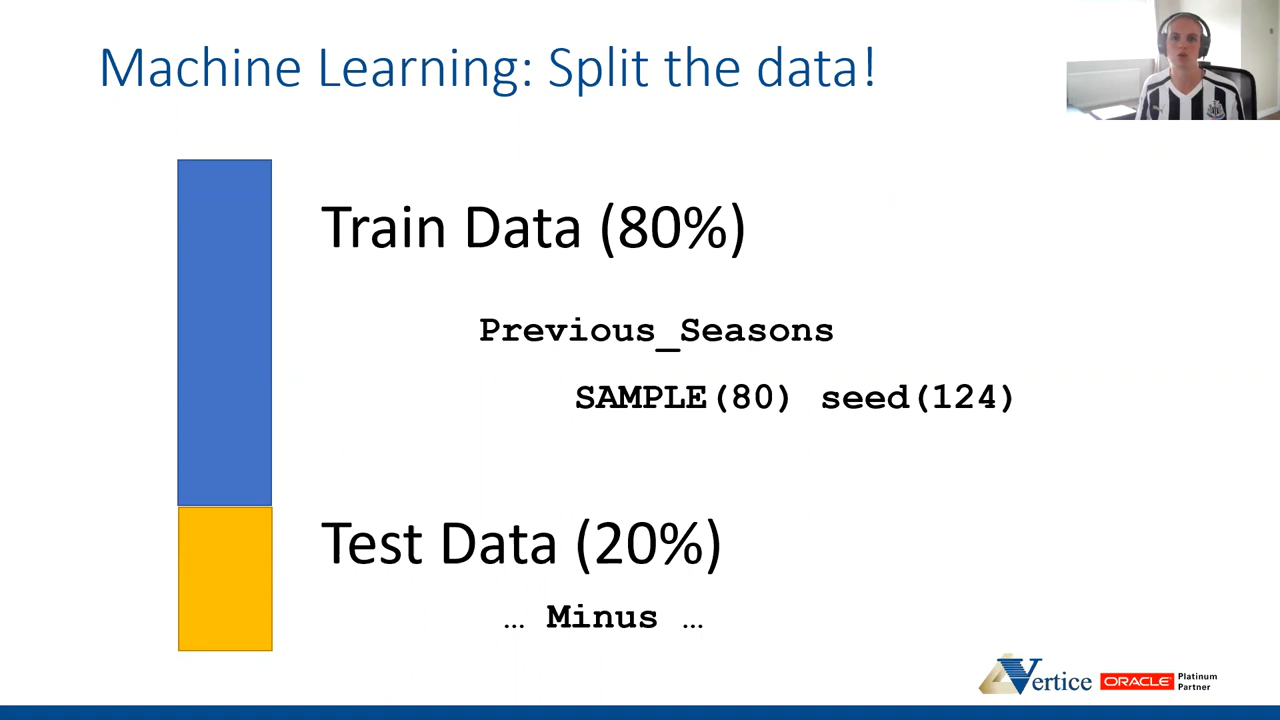 Machine Learning: Split the data!
Train Data (80%)
Previous_Seasons
SAMPLE(80) seed(124)
Test Data (20%)
… Minus …
Vertice ORACLE Platinum
Partner